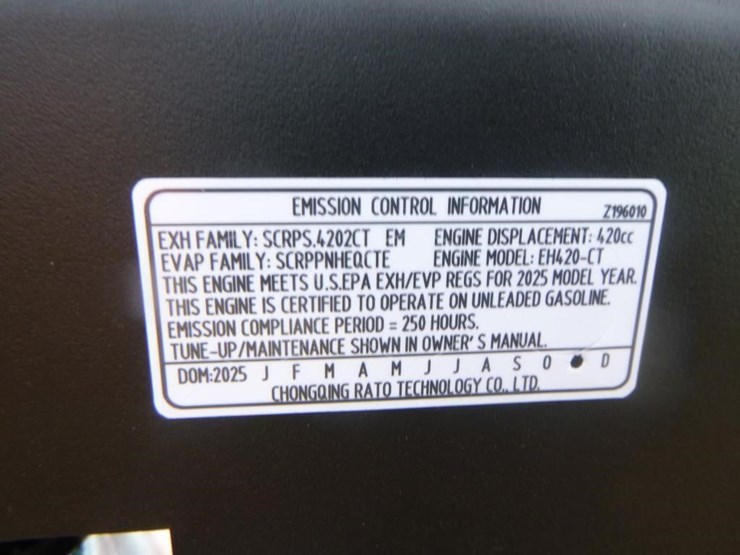 EMISSION CONTROL INFORMATION Z196010
EXH FAMILY: SCRPS.4202CT EM ENGINE DISPLACEMENT: 420cc
EVAP FAMILY: SCRPPNHEQCTE ENGINE MODEL: EH420-CT
THIS ENGINE MEETS U.S.EPA EXH/EVP REGS FOR 2025 MODEL YEAR.
THIS ENGINE IS CERTIFIED TO OPERATE ON UNLEADED GASOLINE.
EMISSION COMPLIANCE PERIOD = 250 HOURS.
TUNE-UP/MAINTENANCE SHOWN IN OWNER'S MANUAL.
DOM:2025 J F M A M J J A S O D
CHONGQING RATO TECHNOLOGY CO., LTD.